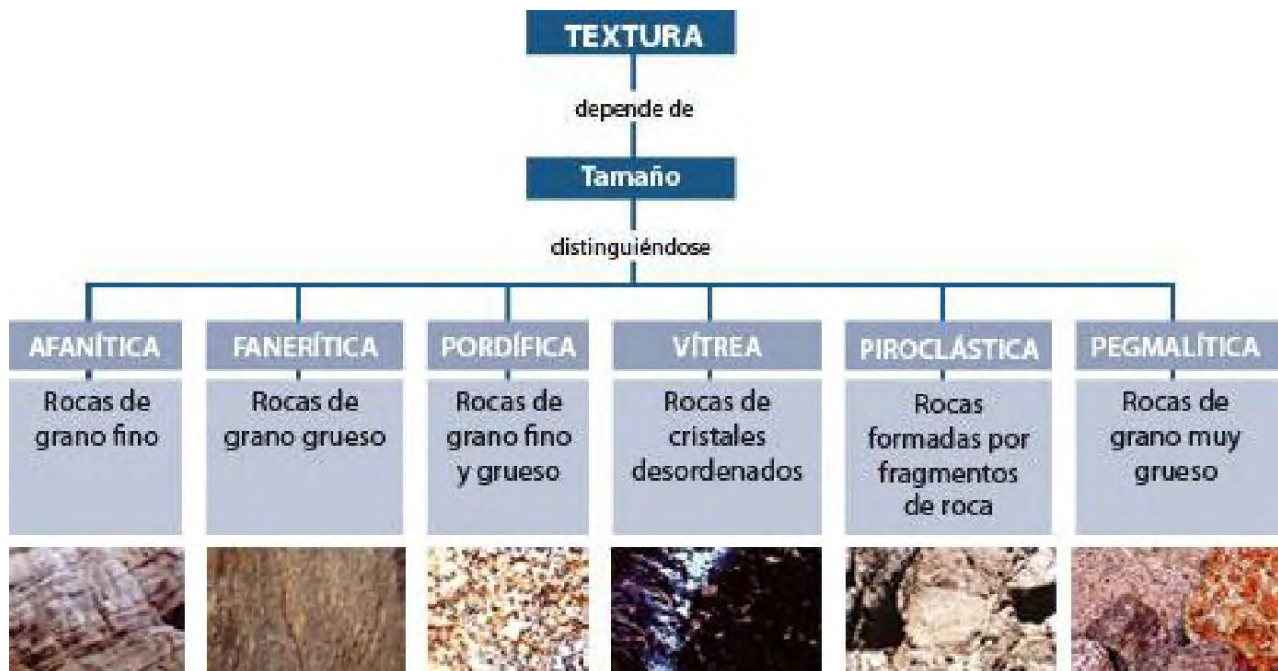 TEXTURA
depende de
Tamaño
distinguiéndose
AFANÍTICA
Rocas de
grano fino
FANERÍTICA
Rocas de
grano grueso
PORDÍFICA
Rocas de
grano fino
y grueso
VÍTREA
Rocas de
cristales
desordenados
PIROCLÁSTICA
Rocas
formadas por
fragmentos
de roca
PEGMALÍTICA
Rocas de
grano muy
grueso